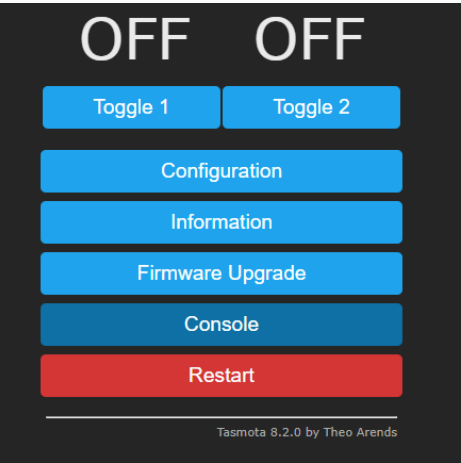 OFF OFF
Toggle 1 Toggle 2
Configuration
Information
Firmware Upgrade
Console
Restart
Tasmota 8.2.0 by Theo Arends